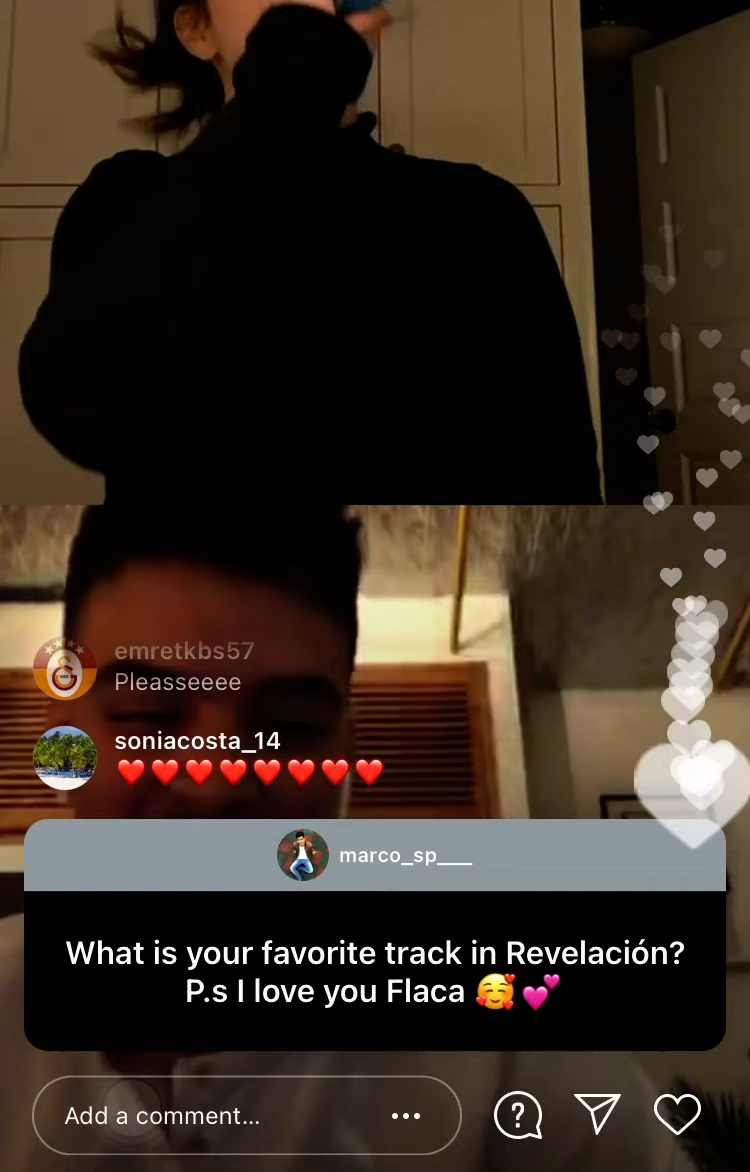 emretkbs57
Pleasseeee
soniacosta_14
❤️❤️❤️❤️❤️❤️❤️❤️
marco_sp___
What is your favorite track in Revelación?
P.s I love you Flaca 🥰💕
Add a comment...